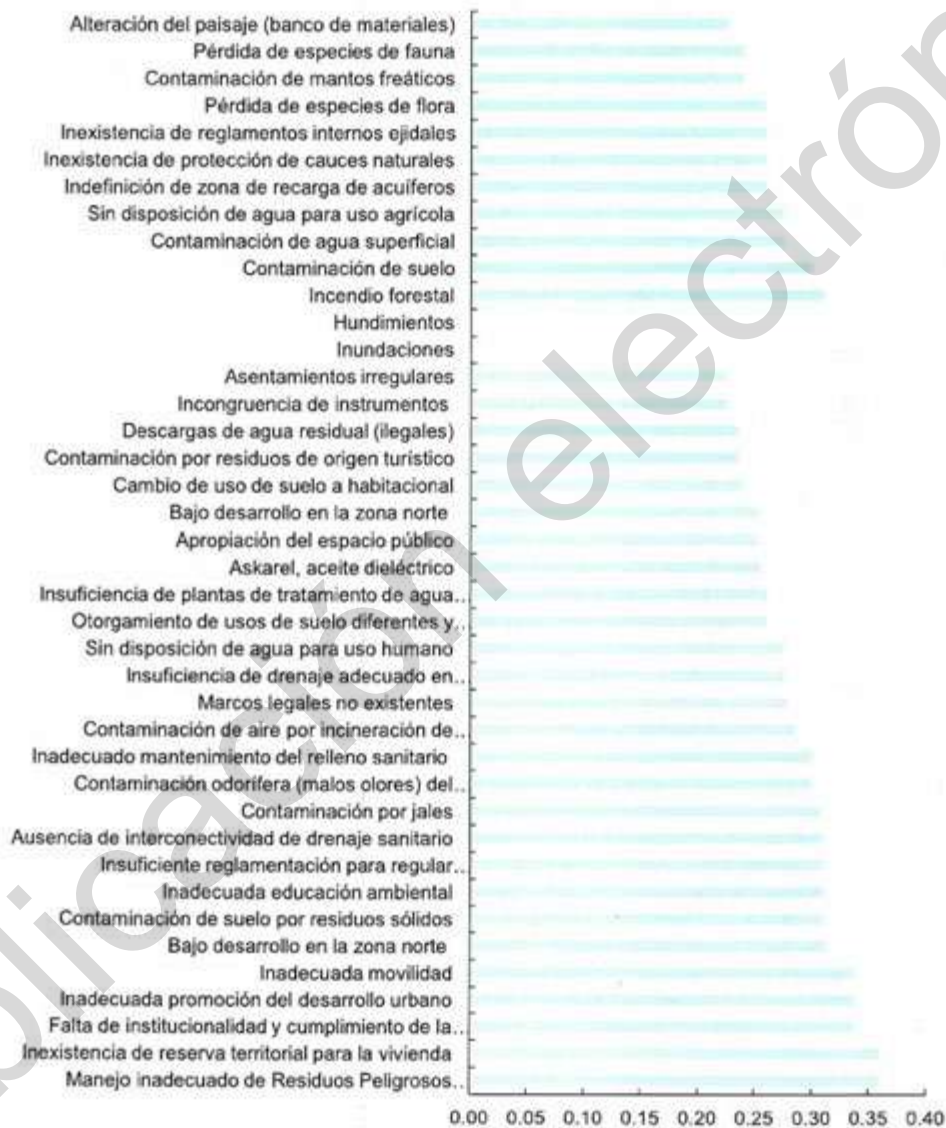 Alteración del paisaje (banco de materiales)
Pérdida de especies de fauna
Contaminación de mantos freáticos
Pérdida de especies de flora
Inexistencia de reglamentos internos ejidales
Inexistencia de protección de cauces naturales
Indefinición de zona de recarga de acuíferos
Sin disposición de agua para uso agrícola
Contaminación de agua superficial
Contaminación de suelo
Incendio forestal
Hundimientos
Inundaciones
Asentamientos irregulares
Incongruencia de instrumentos
Descargas de agua residual (ilegales)
Contaminación por residuos de origen turístico
Cambio de uso de suelo a habitacional
Bajo desarrollo en la zona norte
Apropiación del espacio público
Askarel, aceite dieléctrico
Insuficiencia de plantas de tratamiento de agua..
Otorgamiento de usos de suelo diferentes y..
Sin disposición de agua para uso humano
Insuficiencia de drenaje adecuado en..
Marcos legales no existentes
Contaminación de aire por incineración de..
Inadecuado mantenimiento del relleno sanitario
Contaminación odorífera (malos olores) del..
Contaminación por jales
Ausencia de interconectividad de drenaje sanitario
Insuficiente reglamentación para regular..
Inadecuada educación ambiental
Contaminación de suelo por residuos sólidos
Bajo desarrollo en la zona norte
Inadecuada movilidad
Inadecuada promoción del desarrollo urbano
Falta de institucionalidad y cumplimiento de la..
Inexistencia de reserva territorial para la vivienda
Manejo inadecuado de Residuos Peligrosos..
0.00 0.05 0.10 0.15 0.20 0.25 0.30 0.35 0.40